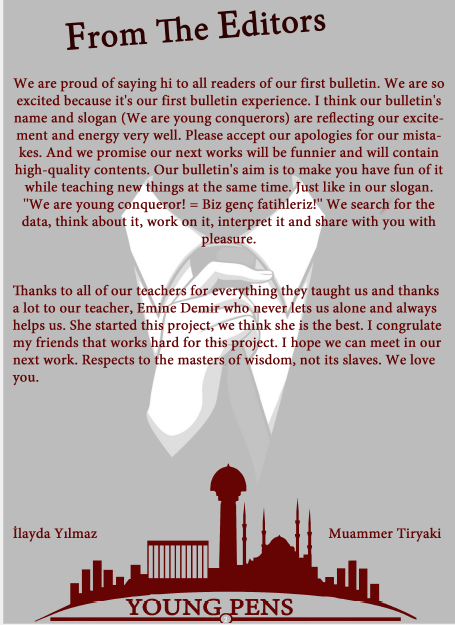 From The Editors
We are proud of saying hi to all readers of our first bulletin. We are so
excited because it's our first bulletin experience. I think our bulletin's
name and slogan (We are young conquerors) are reflecting our excite-
ment and energy very well. Please accept our apologies for our mista-
kes. And we promise our next works will be funnier and will contain
high-quality contents. Our bulletin's aim is to make you have fun of it
while teaching new things at the same time. Just like in our slogan.
"We are young conqueror! = Biz genç fatihleriz!" We search for the
data, think about it, work on it, interpret it and share with you with
pleasure.
Thanks to all of our teachers for everything they taught us and thanks
a lot to our teacher, Emine Demir who never lets us alone and always
helps us. She started this project, we think she is the best. I congrulate
my friends that works hard for this project. I hope we can meet in our
next work. Respects to the masters of wisdom, not its slaves. We love
you.
İlayda Yılmaz
Muammer Tiryaki
YOUNG PENS